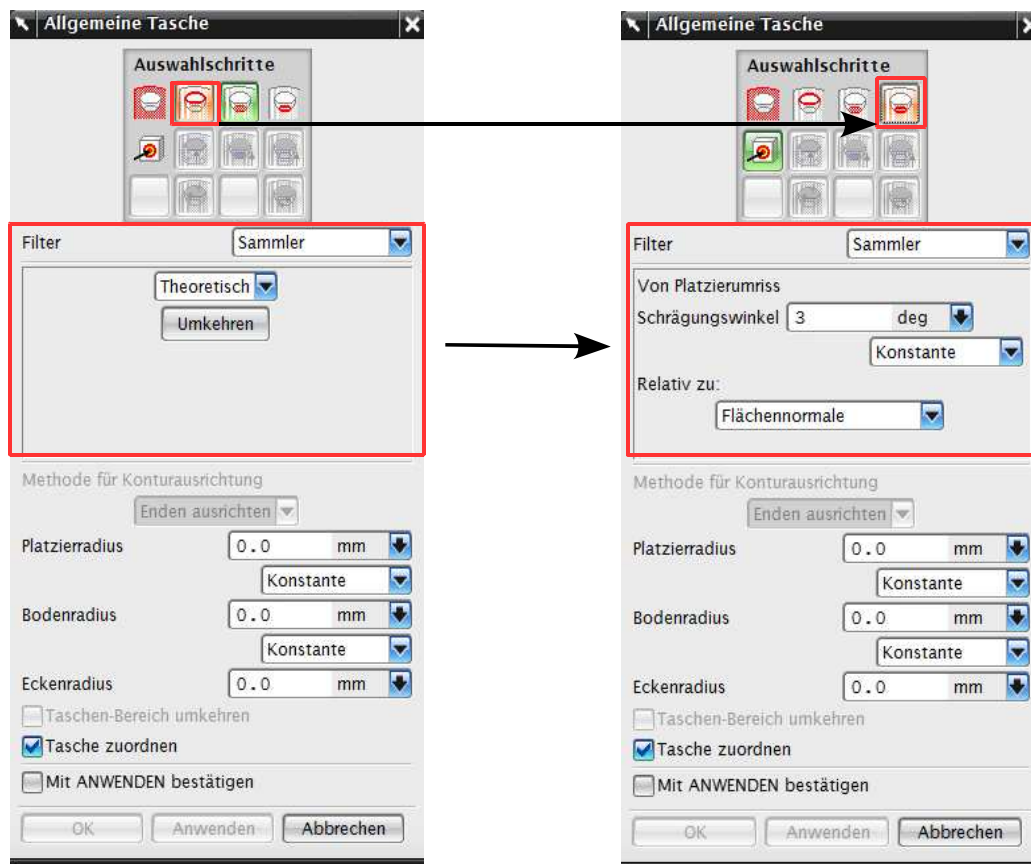 Allgemeine Tasche
Auswahlschritte
Filter
Sammler
Theoretisch
Umkehren
Methode für Konturausrichtung
Enden ausrichten
Platzierradius
0.0 mm
Konstante
Bodenradius
0.0 mm
Konstante
Eckenradius
0.0 mm
Taschen-Bereich umkehren
Tasche zuordnen
Mit ANWENDEN bestätigen
OK
Anwenden
Abbrechen
Allgemeine Tasche
Auswahlschritte
Filter
Sammler
Von Platzierumriss
Schrägungswinkel 3 deg
Konstante
Relativ zu:
Flächennormale
Methode für Konturausrichtung
Enden ausrichten
Platzierradius
0.0 mm
Konstante
Bodenradius
0.0 mm
Konstante
Eckenradius
0.0 mm
Taschen-Bereich umkehren
Tasche zuordnen
Mit ANWENDEN bestätigen
OK
Anwenden
Abbrechen